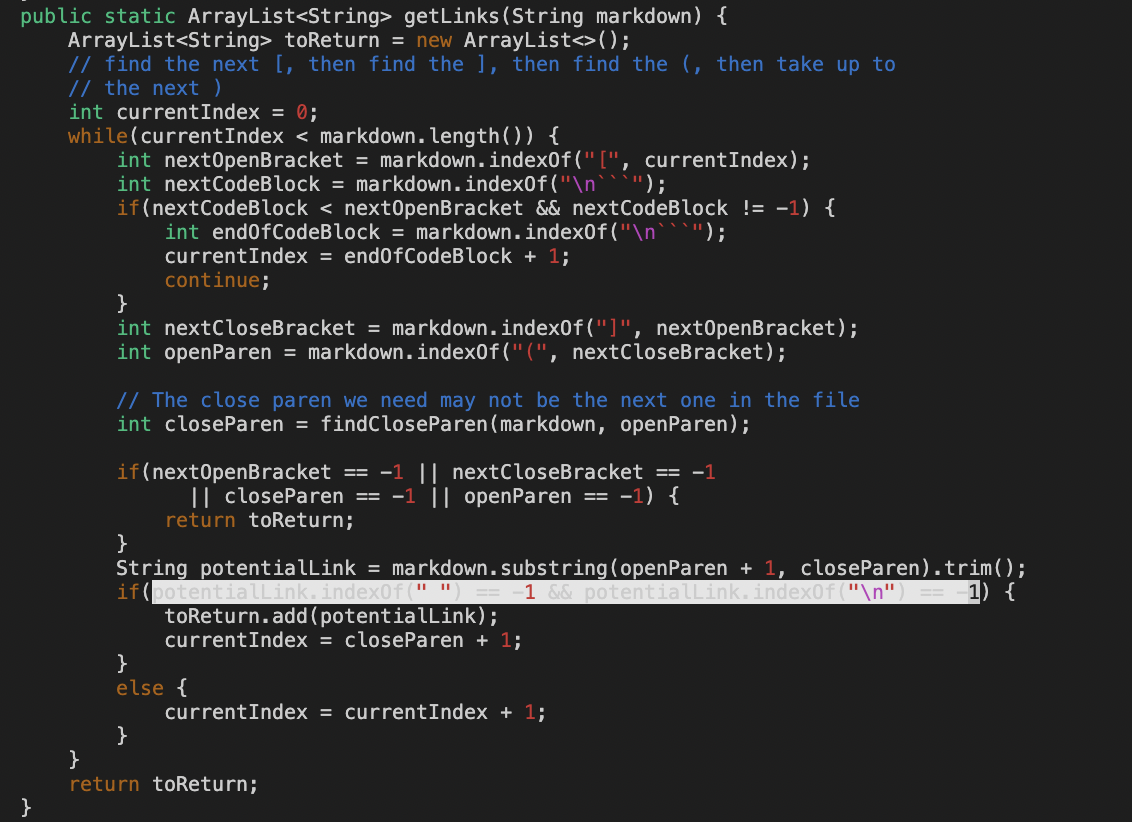 public static ArrayList<String> getLinks(String markdown) {
    ArrayList<String> toReturn = new ArrayList<>();
    // find the next [, then find the ], then find the (, then take up to
    // the next )
    int currentIndex = 0;
    while(currentIndex < markdown.length()) {
        int nextOpenBracket = markdown.indexOf("[", currentIndex);
        int nextCodeBlock = markdown.indexOf("\n```");
        if(nextCodeBlock < nextOpenBracket && nextCodeBlock != -1) {
            int endOfCodeBlock = markdown.indexOf("\n```");
            currentIndex = endOfCodeBlock + 1;
            continue;
        }
        int nextCloseBracket = markdown.indexOf("]", nextOpenBracket);
        int openParen = markdown.indexOf("(", nextCloseBracket);

        // The close paren we need may not be the next one in the file
        int closeParen = findCloseParen(markdown, openParen);

        if(nextOpenBracket == -1 || nextCloseBracket == -1
              || closeParen == -1 || openParen == -1) {
            return toReturn;
        }
        String potentialLink = markdown.substring(openParen + 1, closeParen).trim();
        if(potentialLink.indexOf(" ") == -1 && potentialLink.indexOf("\n") == -1) {
            toReturn.add(potentialLink);
            currentIndex = closeParen + 1;
        }
        else {
            currentIndex = currentIndex + 1;
        }
    }
    return toReturn;
}